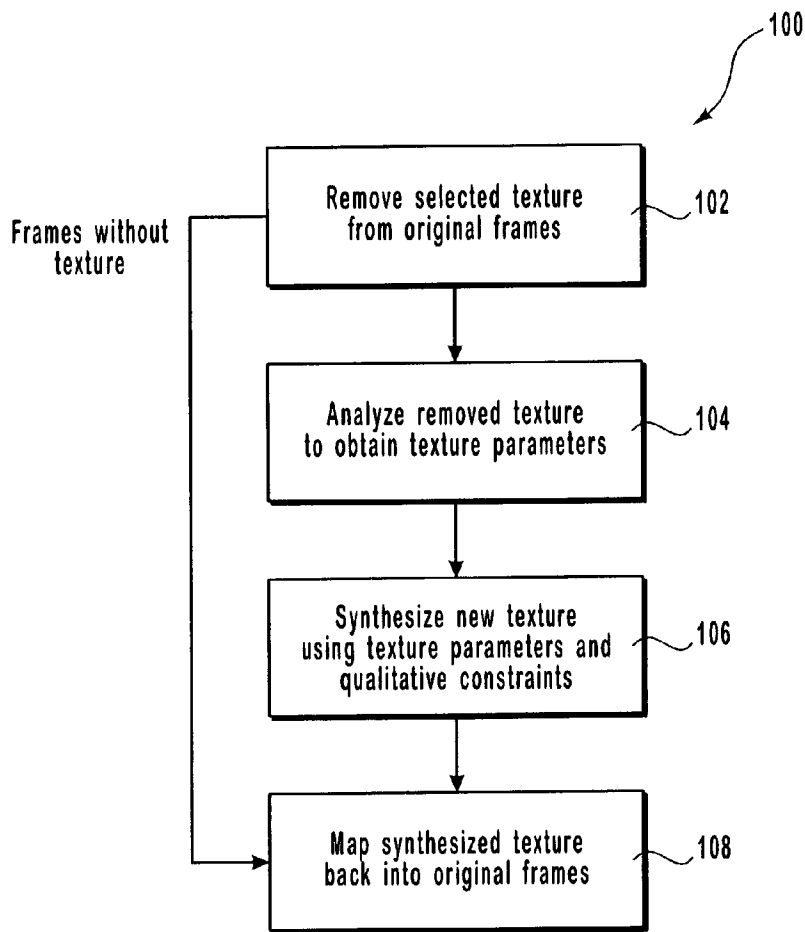 100
Remove selected texture
from original frames
102
Frames without
texture
Analyze removed texture
to obtain texture parameters
104
Synthesize new texture
using texture parameters and
qualitative constraints
106
Map synthesized texture
back into original frames
108